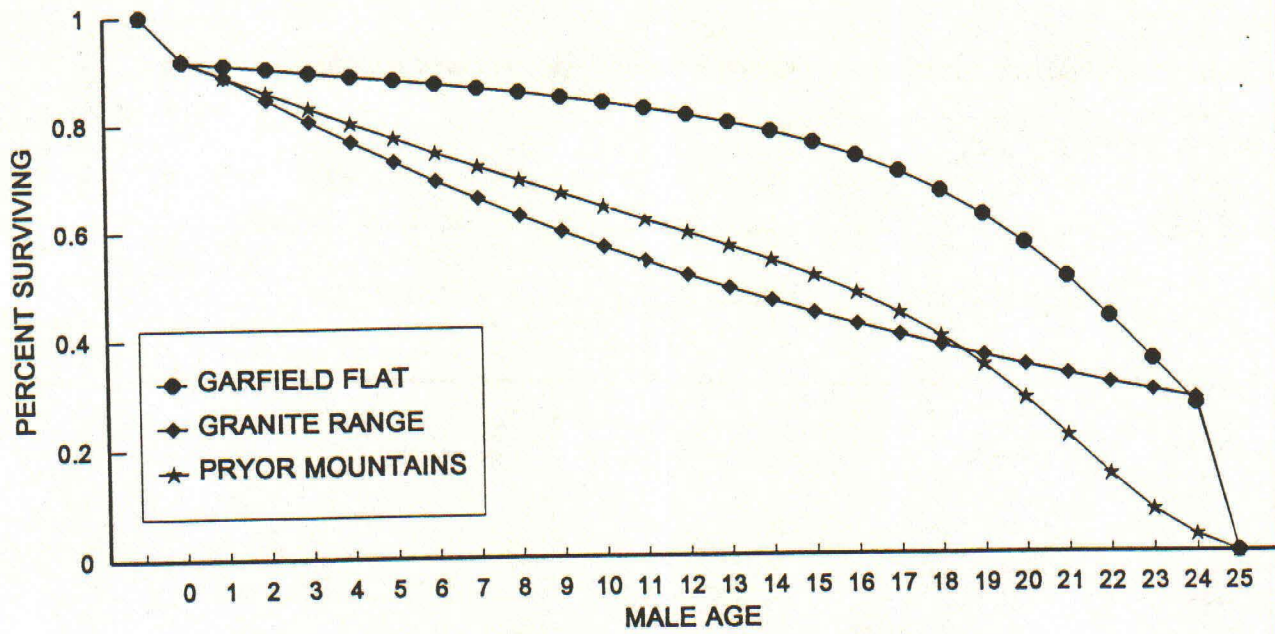 PERCENT SURVIVING
1
0.8
0.6
0.4
0.2
0
GARFIELD FLAT
GRANITE RANGE
PRYOR MOUNTAINS
0 1 2 3 4 5 6 7 8 9 10 11 12 13 14 15 16 17 18 19 20 21 22 23 24 25
MALE AGE